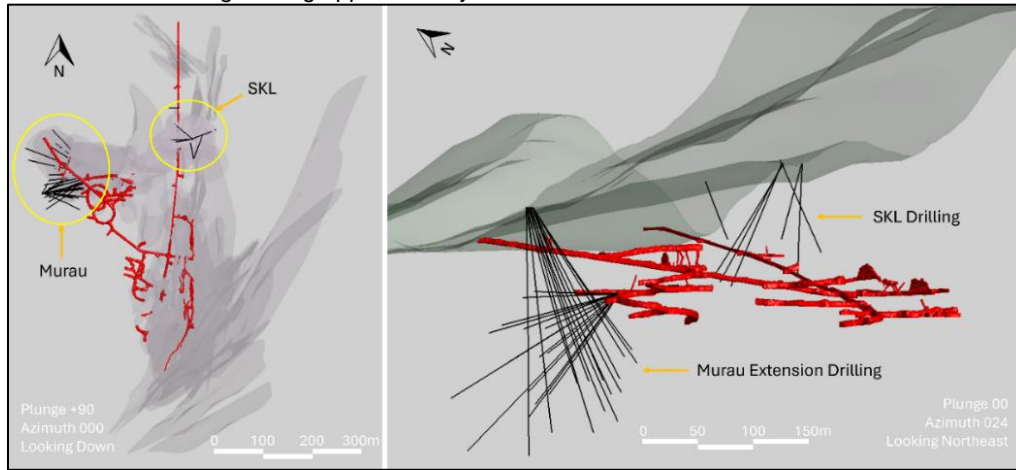 N
SKL
Murau
Plunge +90
Azimuth 000
Looking Down
0 100 200 300m
N
SKL Drilling
Murau Extension Drilling
Plunge 00
Azimuth 024
Looking Northeast
0 50 100 150m